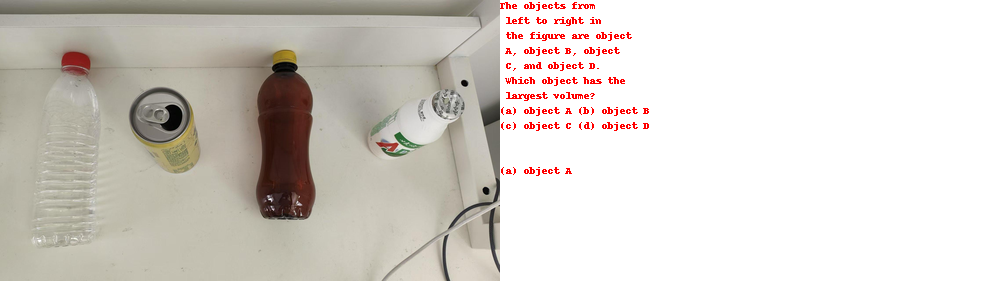 The objects from
left to right in
the figure are object
A, object B, object
C, and object D.
Which object has the
largest volume?
(a) object A (b) object B
(c) object C (d) object D
(a) object A